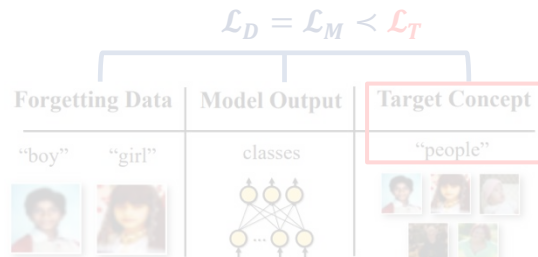 ℒ_D = ℒ_M ≺ ℒ_T
Forgetting Data Model Output Target Concept
“boy” “girl” classes “people”
...